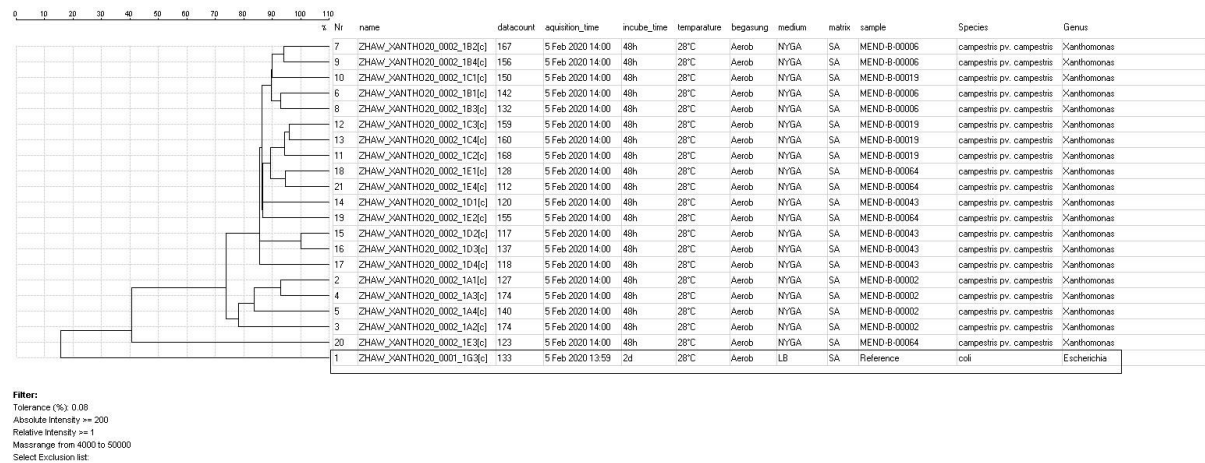 0 10 20 30 40 50 60 70 80 90 100 110
% Nr name datacount aquisition_time incube_time temparature begasung medium matrix sample Species Genus
7 ZHAW_XANTHO20_0002_1B2[c] 167 5 Feb 2020 14:00 48h 28°C Aerob NYGA SA MEND-B-00006 campestris pv. campestris Xanthomonas
9 ZHAW_XANTHO20_0002_1B4[c] 156 5 Feb 2020 14:00 48h 28°C Aerob NYGA SA MEND-B-00006 campestris pv. campestris Xanthomonas
10 ZHAW_XANTHO20_0002_1C1[c] 150 5 Feb 2020 14:00 48h 28°C Aerob NYGA SA MEND-B-00019 campestris pv. campestris Xanthomonas
6 ZHAW_XANTHO20_0002_1B1[c] 142 5 Feb 2020 14:00 48h 28°C Aerob NYGA SA MEND-B-00006 campestris pv. campestris Xanthomonas
8 ZHAW_XANTHO20_0002_1B3[c] 132 5 Feb 2020 14:00 48h 28°C Aerob NYGA SA MEND-B-00006 campestris pv. campestris Xanthomonas
12 ZHAW_XANTHO20_0002_1C3[c] 159 5 Feb 2020 14:00 48h 28°C Aerob NYGA SA MEND-B-00019 campestris pv. campestris Xanthomonas
13 ZHAW_XANTHO20_0002_1C4[c] 160 5 Feb 2020 14:00 48h 28°C Aerob NYGA SA MEND-B-00019 campestris pv. campestris Xanthomonas
11 ZHAW_XANTHO20_0002_1C2[c] 168 5 Feb 2020 14:00 48h 28°C Aerob NYGA SA MEND-B-00019 campestris pv. campestris Xanthomonas
18 ZHAW_XANTHO20_0002_1E1[c] 128 5 Feb 2020 14:00 48h 28°C Aerob NYGA SA MEND-B-00064 campestris pv. campestris Xanthomonas
21 ZHAW_XANTHO20_0002_1E4[c] 112 5 Feb 2020 14:00 48h 28°C Aerob NYGA SA MEND-B-00064 campestris pv. campestris Xanthomonas
14 ZHAW_XANTHO20_0002_1D1[c] 120 5 Feb 2020 14:00 48h 28°C Aerob NYGA SA MEND-B-00043 campestris pv. campestris Xanthomonas
19 ZHAW_XANTHO20_0002_1E2[c] 155 5 Feb 2020 14:00 48h 28°C Aerob NYGA SA MEND-B-00064 campestris pv. campestris Xanthomonas
15 ZHAW_XANTHO20_0002_1D2[c] 117 5 Feb 2020 14:00 48h 28°C Aerob NYGA SA MEND-B-00043 campestris pv. campestris Xanthomonas
16 ZHAW_XANTHO20_0002_1D3[c] 137 5 Feb 2020 14:00 48h 28°C Aerob NYGA SA MEND-B-00043 campestris pv. campestris Xanthomonas
17 ZHAW_XANTHO20_0002_1D4[c] 118 5 Feb 2020 14:00 48h 28°C Aerob NYGA SA MEND-B-00043 campestris pv. campestris Xanthomonas
2 ZHAW_XANTHO20_0002_1A1[c] 127 5 Feb 2020 14:00 48h 28°C Aerob NYGA SA MEND-B-00002 campestris pv. campestris Xanthomonas
4 ZHAW_XANTHO20_0002_1A3[c] 174 5 Feb 2020 14:00 48h 28°C Aerob NYGA SA MEND-B-00002 campestris pv. campestris Xanthomonas
5 ZHAW_XANTHO20_0002_1A4[c] 140 5 Feb 2020 14:00 48h 28°C Aerob NYGA SA MEND-B-00002 campestris pv. campestris Xanthomonas
3 ZHAW_XANTHO20_0002_1A2[c] 174 5 Feb 2020 14:00 48h 28°C Aerob NYGA SA MEND-B-00002 campestris pv. campestris Xanthomonas
20 ZHAW_XANTHO20_0002_1E3[c] 123 5 Feb 2020 14:00 48h 28°C Aerob NYGA SA MEND-B-00064 campestris pv. campestris Xanthomonas
1 ZHAW_XANTHO20_0001_1G3[c] 133 5 Feb 2020 13:59 2d 28°C Aerob LB SA Reference coli Escherichia
Filter:
Tolerance (%): 0.08
Absolute Intensity >= 200
Relative Intensity >= 1
Massrange from 4000 to 50000
Select Exclusion list: